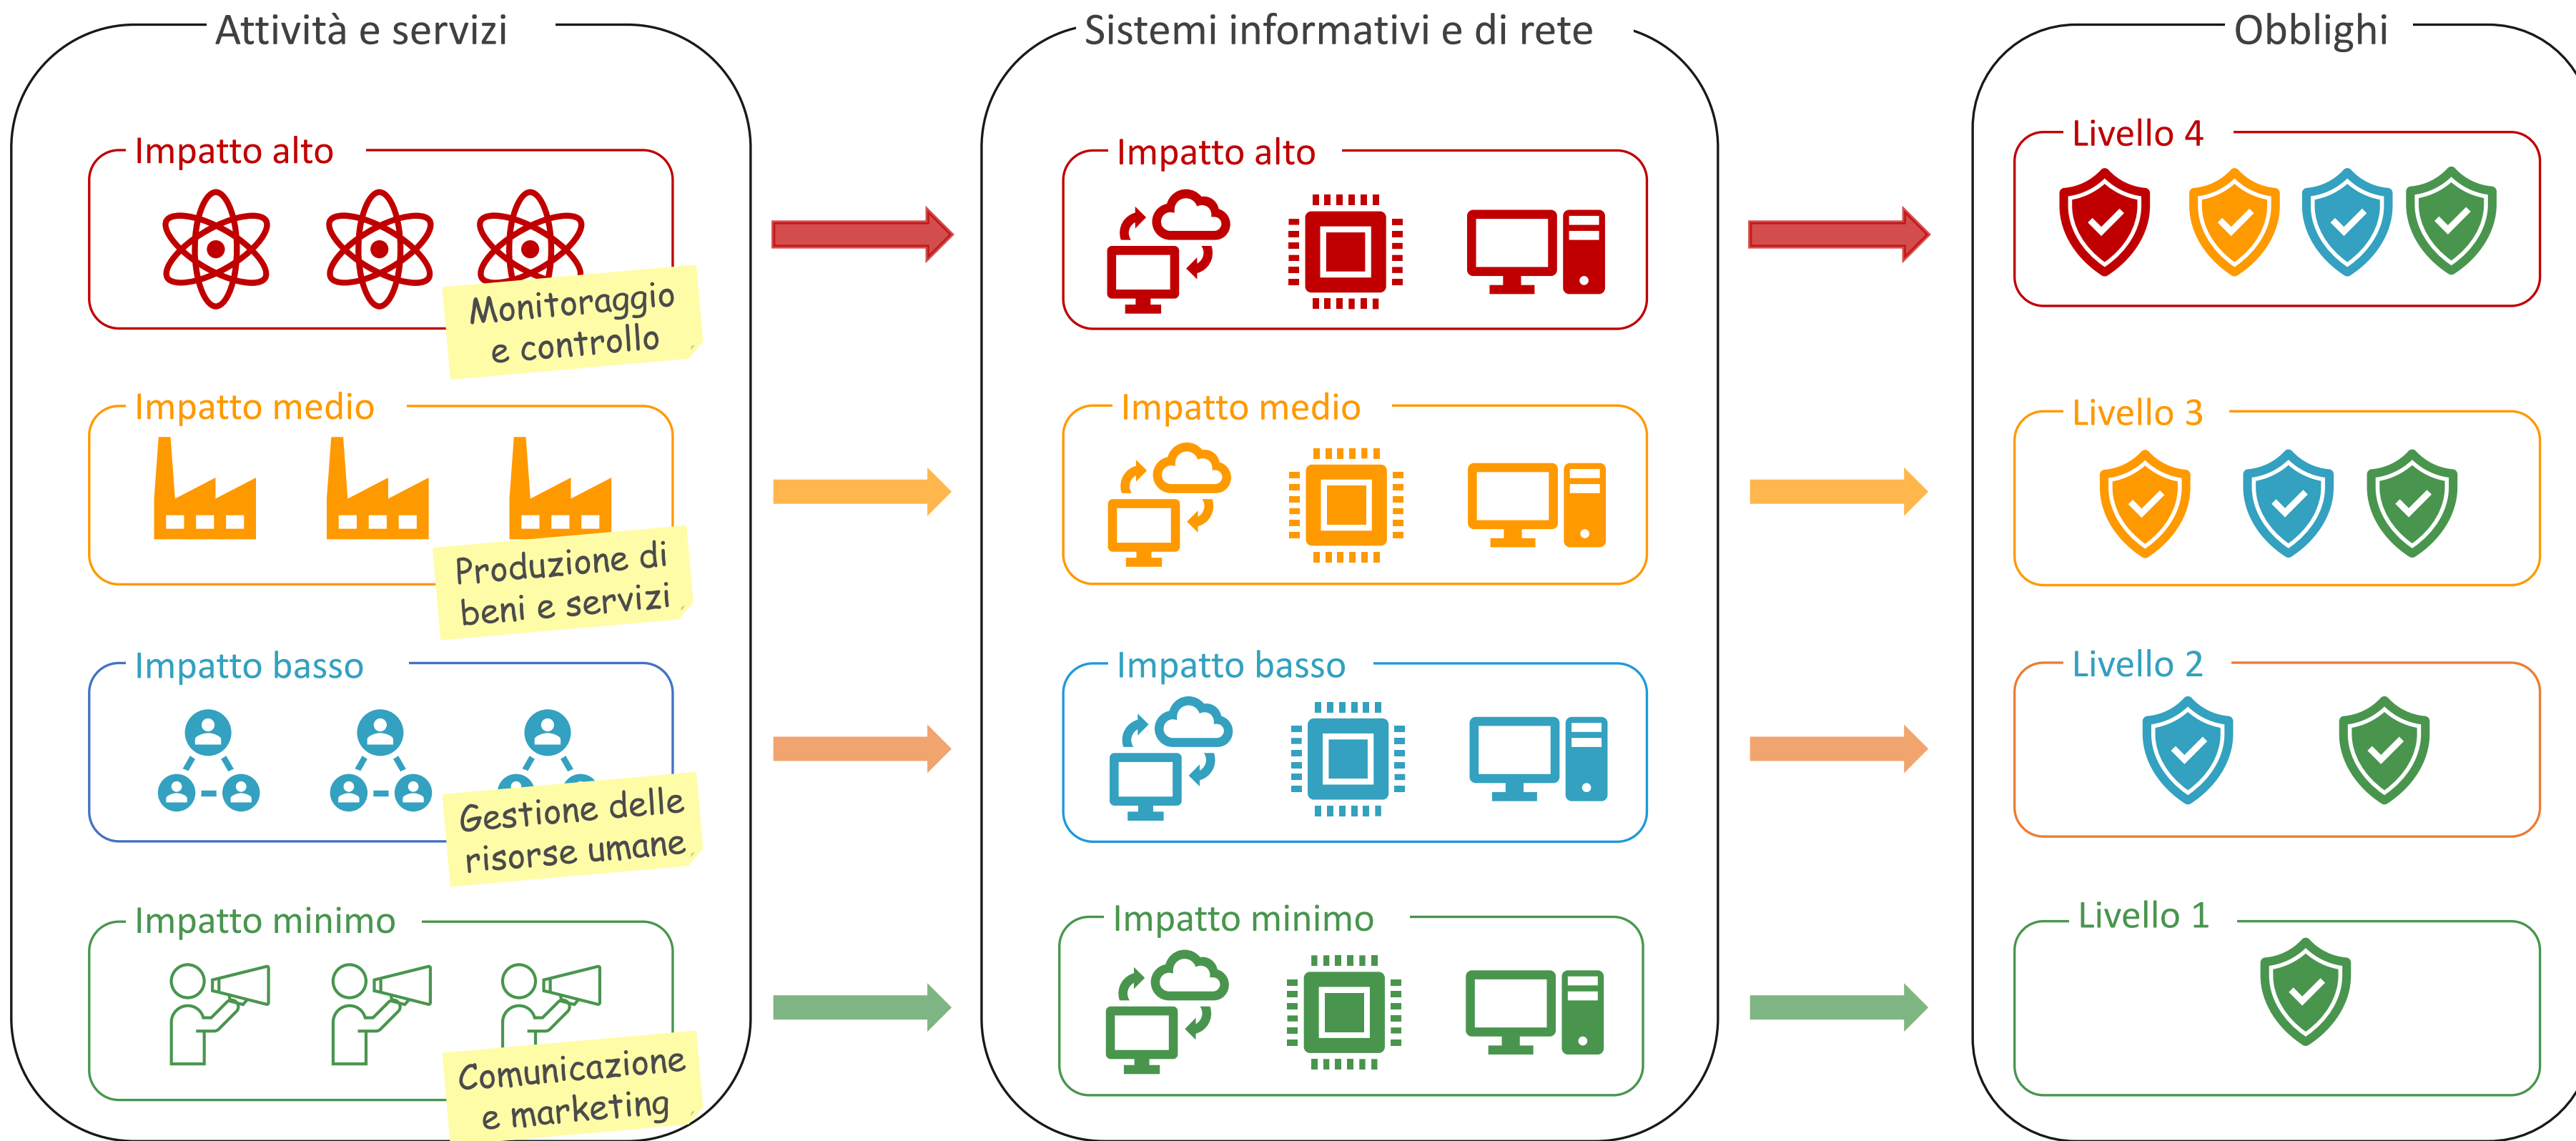 Attività e servizi
Impatto alto
Monitoraggio
e controllo
Impatto medio
Produzione di
beni e servizi
Impatto basso
Gestione delle
risorse umane
Impatto minimo
Comunicazione
e marketing
Sistemi informativi e di rete
Impatto alto
Impatto medio
Impatto basso
Impatto minimo
Obblighi
Livello 4
Livello 3
Livello 2
Livello 1